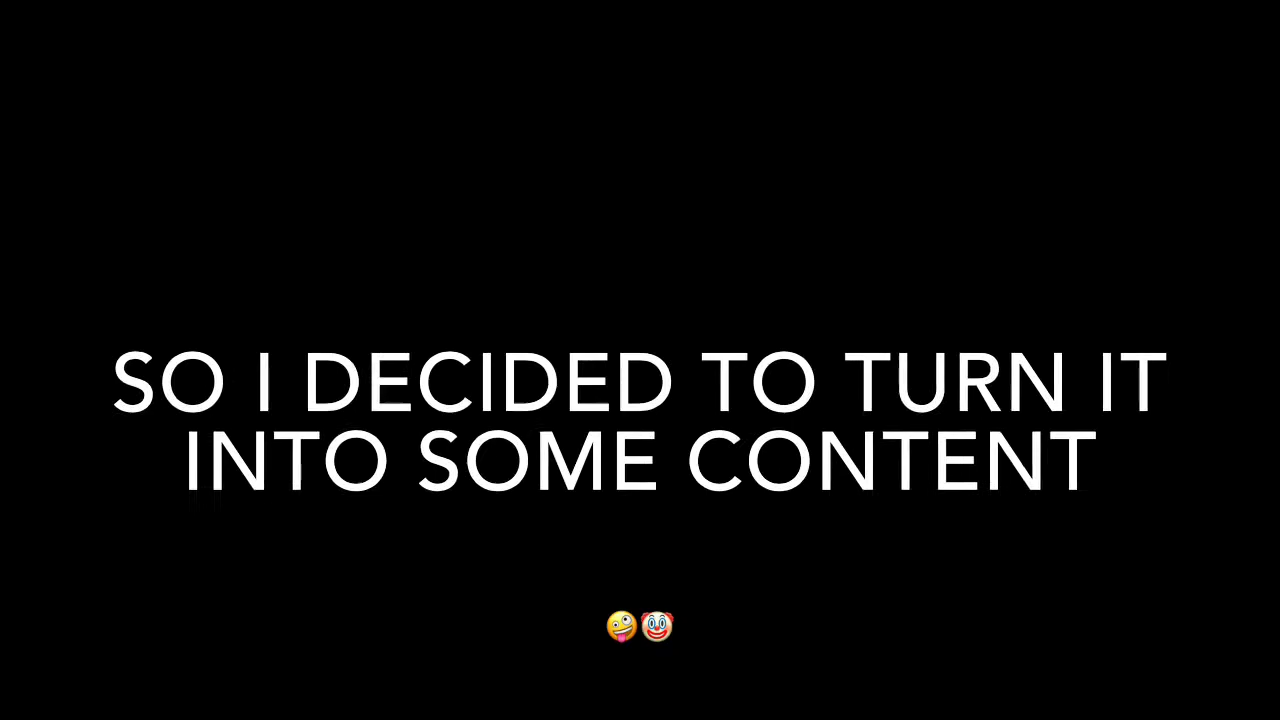 SO I DECIDED TO TURN IT
INTO SOME CONTENT
🤪🤡